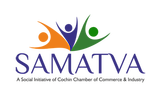 SAMATVA
A Social Initiative of Cochin Chamber of Commerce & Industry